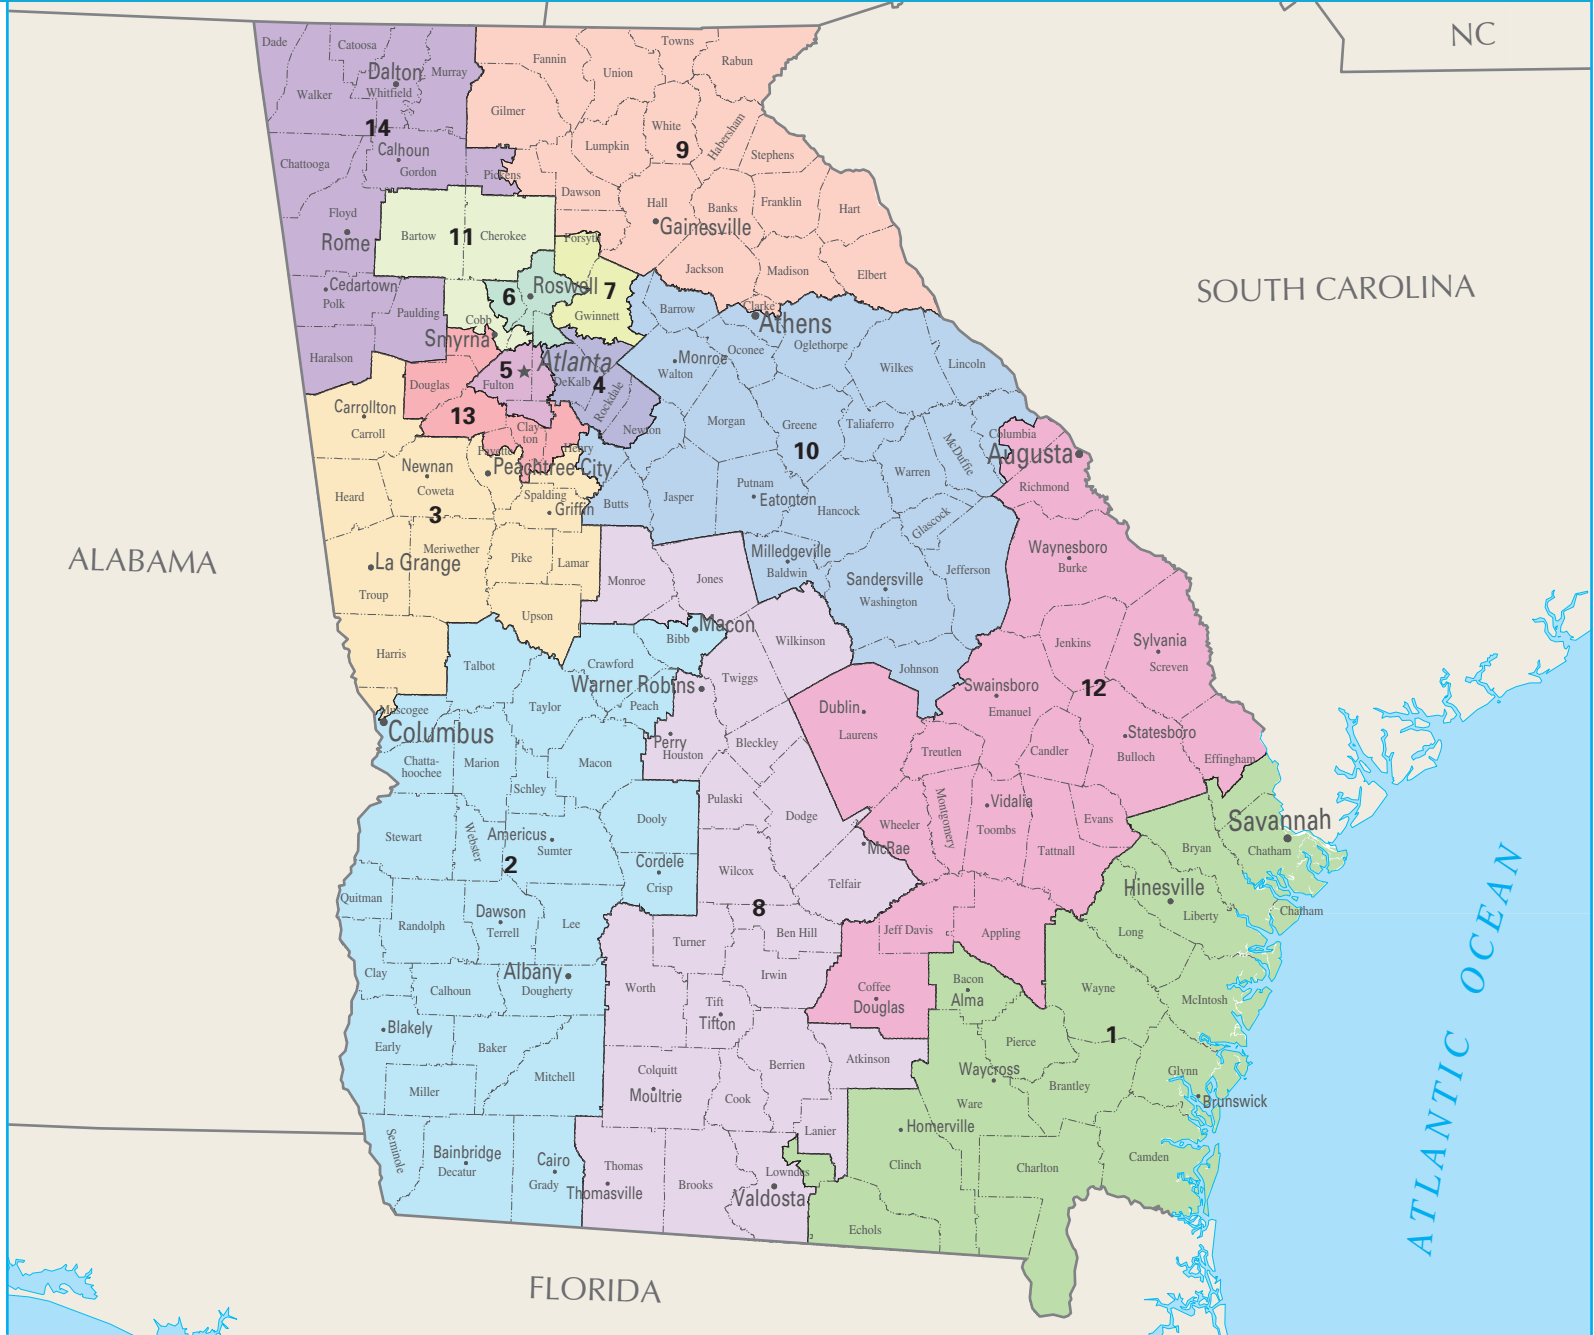 NC
SOUTH CAROLINA
ALABAMA
FLORIDA
ATLANTIC OCEAN
Dade
Catoosa
Dalton
Whitfield
Murray
Walker
14
Chattooga
Calhoun
Gordon
Pickens
Floyd
Rome
Cedartown
Polk
Paulding
Haralson
Fannin
Towns
Union
Rabun
Gilmer
White
9
Lumpkin
Habersham
Stephens
Dawson
Hall
Gainesville
Banks
Franklin
Hart
Jackson
Madison
Elbert
Clarke
Bartow
11
Cherokee
Cobb
Forsyth
6
Roswell
7
Gwinnett
Smyrna
5
Fulton
Atlanta
DeKalb
4
Rockdale
Newton
Douglas
13
Clay
ton
Fayette
Henry
Barrow
Athens
Oconee
Oglethorpe
Monroe
Walton
Wilkes
Lincoln
Morgan
Greene
Taliaferro
10
Columbia
McDuffie
Warren
Augusta
Richmond
Butts
Jasper
Putnam
Eatonton
Hancock
Glascock
Milledgeville
Baldwin
Sandersville
Washington
Jefferson
Johnson
Carrollton
Carroll
Newnan
Coweta
Peachtree City
Heard
3
Spalding
Griffin
La Grange
Meriwether
Pike
Lamar
Troup
Upson
Harris
Muscogee
Columbus
Talbot
Crawford
Bibb
Macon
Warner Robins
Taylor
Peach
Chatta-
hoochee
Marion
Macon
Schley
Stewart
Webster
Americus
Sumter
2
Dooly
Cordele
Crisp
Quitman
Randolph
Dawson
Terrell
Lee
Clay
Calhoun
Albany
Dougherty
Blakely
Early
Baker
Miller
Mitchell
Seminole
Bainbridge
Decatur
Cairo
Grady
Monroe
Jones
Wilkinson
Twiggs
Perry
Houston
Bleckley
Pulaski
Dodge
Wilcox
Telfair
McRae
8
Ben Hill
Turner
Irwin
Worth
Tift
Tifton
Berrien
Atkinson
Colquitt
Moultrie
Cook
Lanier
Thomas
Thomasville
Brooks
Lowndes
Valdosta
Waynesboro
Burke
Jenkins
Sylvania
Screven
12
Swainsboro
Emanuel
Dublin
Laurens
Treutlen
Candler
Statesboro
Bulloch
Effingham
Wheeler
Montgomery
Vidalia
Toombs
Evans
Tattnall
Jeff Davis
Appling
Coffee
Douglas
Savannah
Chatham
Bryan
Hinesville
Liberty
Chatham
Long
Bacon
Alma
Wayne
McIntosh
1
Pierce
Waycross
Ware
Brantley
Glynn
Brunswick
Homerville
Clinch
Charlton
Camden
Echols